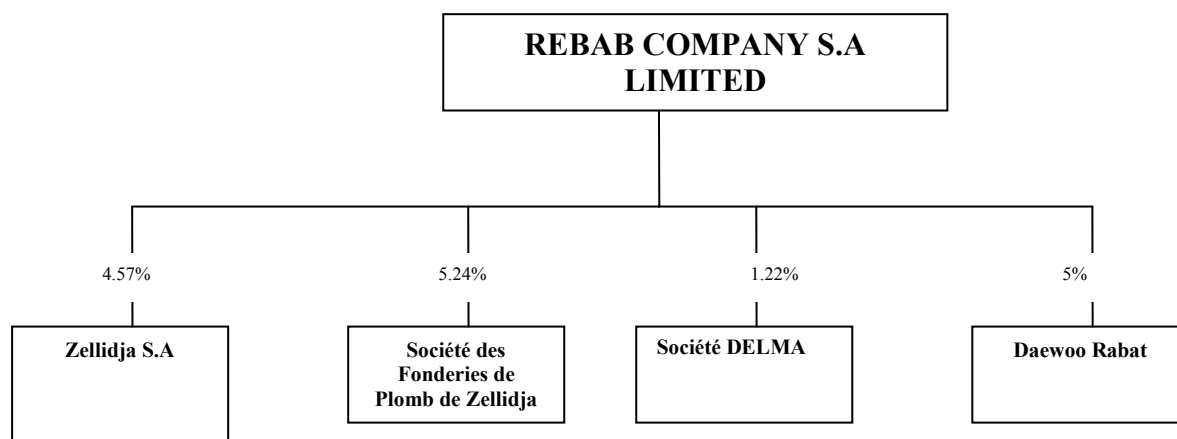 REBAB COMPANY S.A
LIMITED
4.57%
5.24%
1.22%
5%
Zellidja S.A
Société des
Fonderies de
Plomb de Zellidja
Société DELMA
Daewoo Rabat